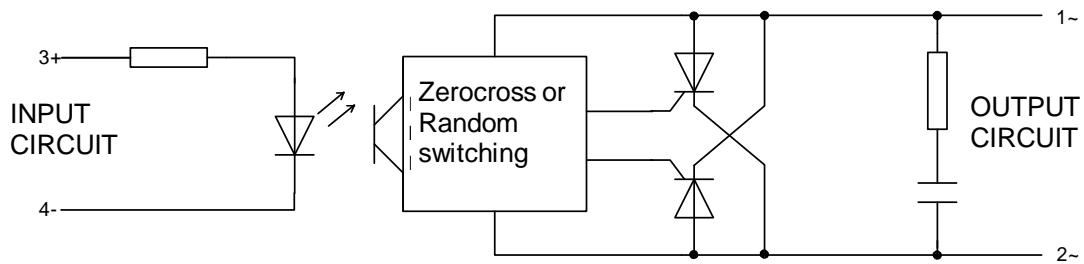 3+
INPUT
CIRCUIT
4-
Zerocross or
Random
switching
1~
OUTPUT
CIRCUIT
2~